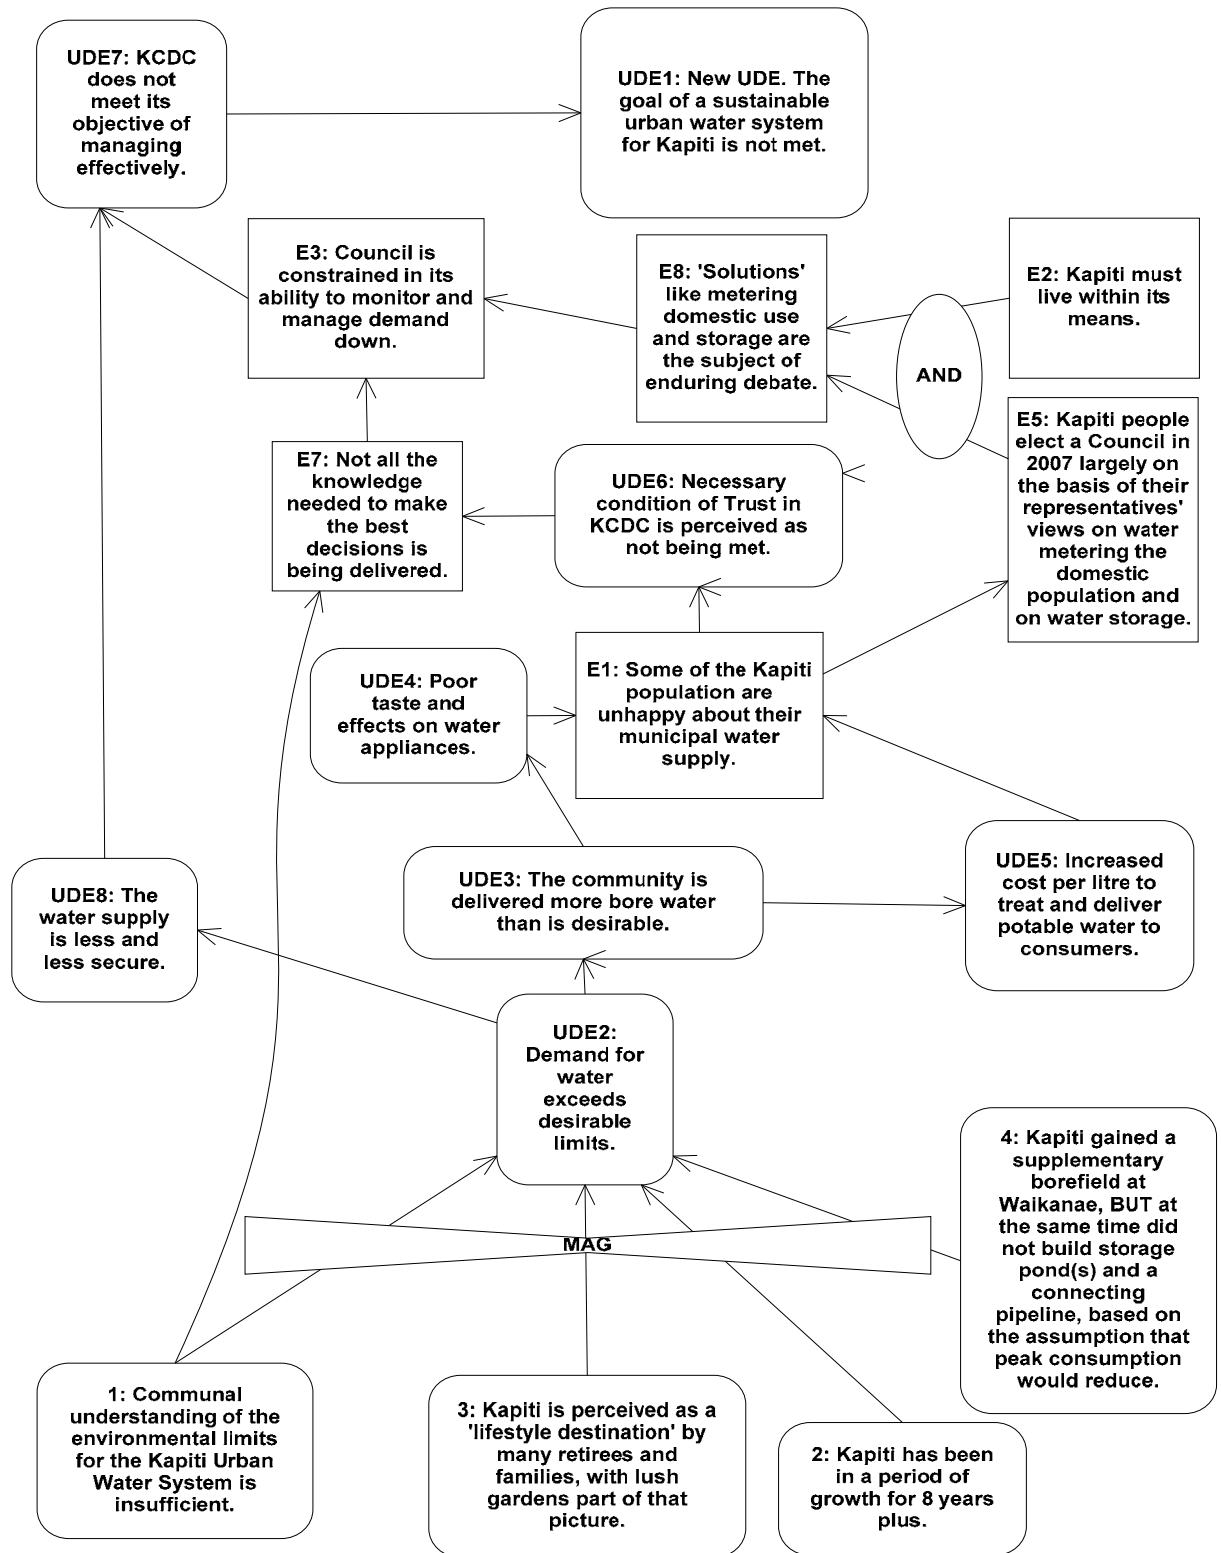 UDE7: KCDC
does not
meet its
objective of
managing
effectively.
UDE1: New UDE. The
goal of a sustainable
urban water system
for Kapiti is not met.
E3: Council is
constrained in its
ability to monitor and
manage demand
down.
E8: 'Solutions'
like metering
domestic use
and storage are
the subject of
enduring debate.
E2: Kapiti must
live within its
means.
AND
E5: Kapiti people
elect a Council in
2007 largely on
the basis of their
representatives'
views on water
metering the
domestic
population and
on water storage.
E7: Not all the
knowledge
needed to make
the best
decisions is
being delivered.
UDE6: Necessary
condition of Trust in
KCDC is perceived as
not being met.
UDE4: Poor
taste and
effects on water
appliances.
E1: Some of the Kapiti
population are
unhappy about their
municipal water
supply.
UDE8: The
water supply
is less and
less secure.
UDE3: The community is
delivered more bore water
than is desirable.
UDE5: Increased
cost per litre to
treat and deliver
potable water to
consumers.
UDE2:
Demand for
water
exceeds
desirable
limits.
4: Kapiti gained a
supplementary
borefield at
Waikanae, BUT at
the same time did
not build storage
pond(s) and a
connecting
pipeline, based on
the assumption that
peak consumption
would reduce.
MAG
1: Communal
understanding of the
environmental limits
for the Kapiti Urban
Water System is
insufficient.
3: Kapiti is perceived as a
'lifestyle destination' by
many retirees and
families, with lush
gardens part of that
picture.
2: Kapiti has been
in a period of
growth for 8 years
plus.